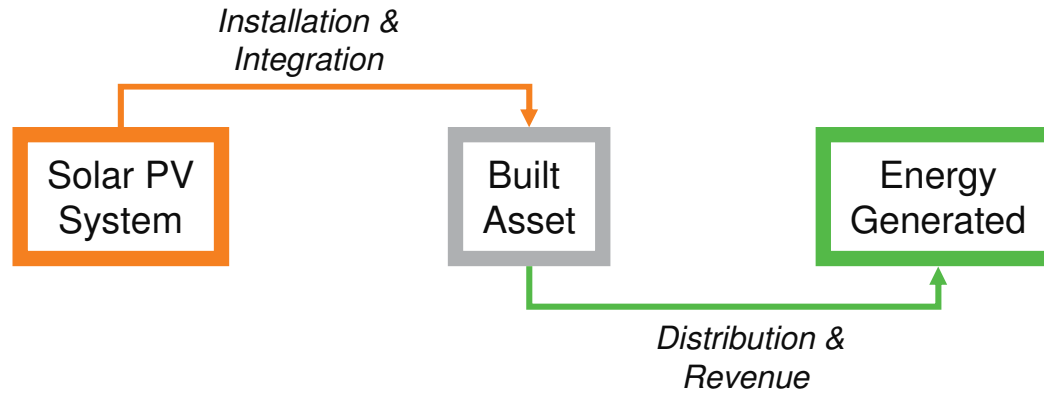 Installation &
Integration
Solar PV
System
Built
Asset
Energy
Generated
Distribution &
Revenue